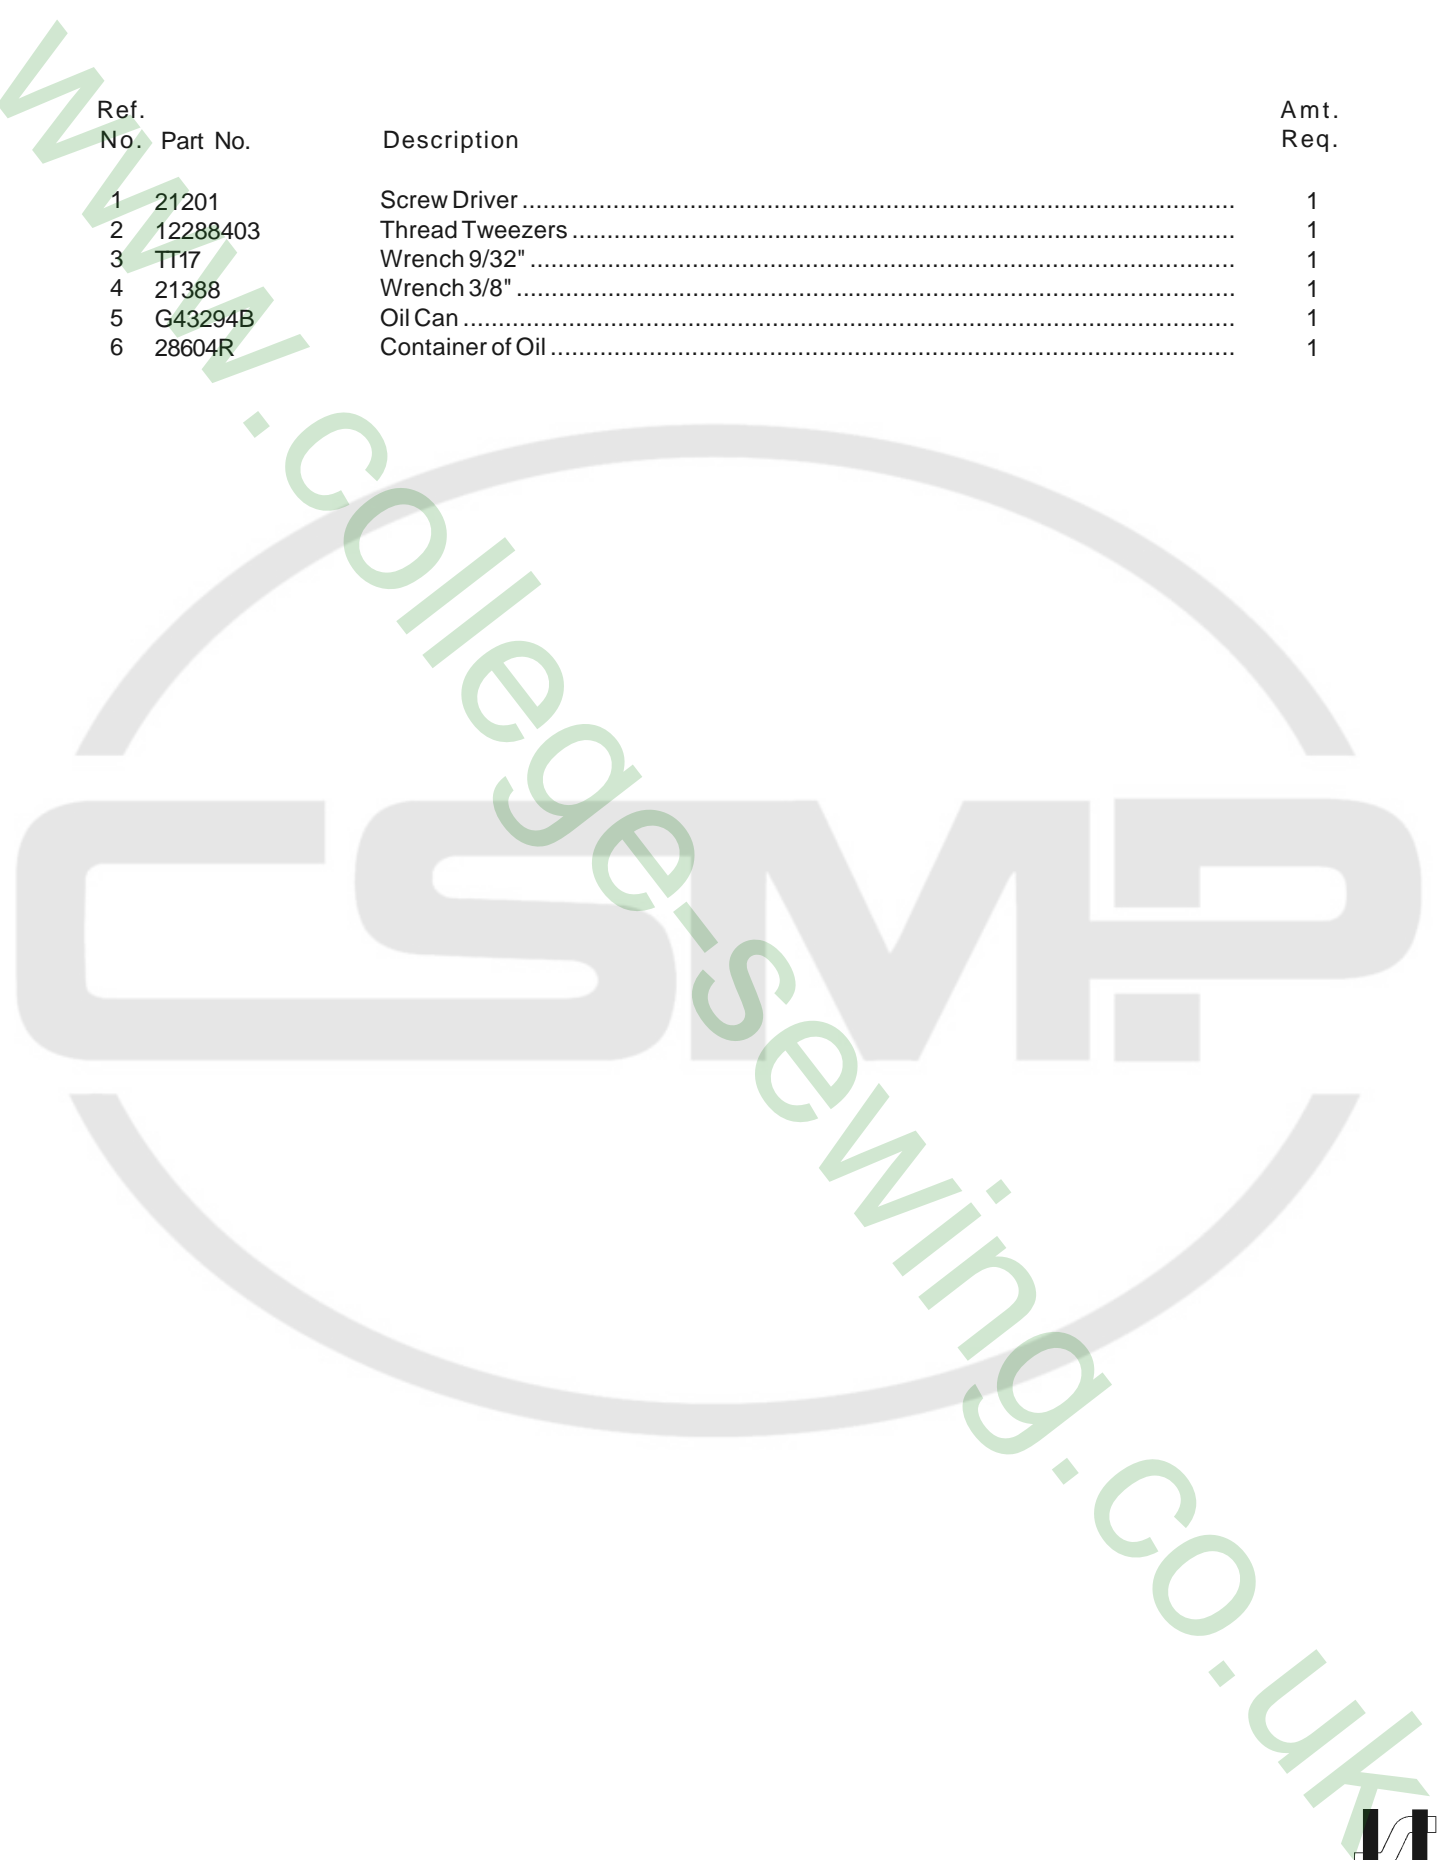 Ref. Amt.
No. Part No. Description Req.
1 21201 Screw Driver ........................................................................................................ 1
2 12288403 Thread Tweezers ................................................................................................. 1
3 TT17 Wrench 9/32" ....................................................................................................... 1
4 21388 Wrench 3/8" ......................................................................................................... 1
5 G43294B Oil Can ................................................................................................................. 1
6 28604R Container of Oil .................................................................................................... 1
CSMP
www.college-sewing.co.uk